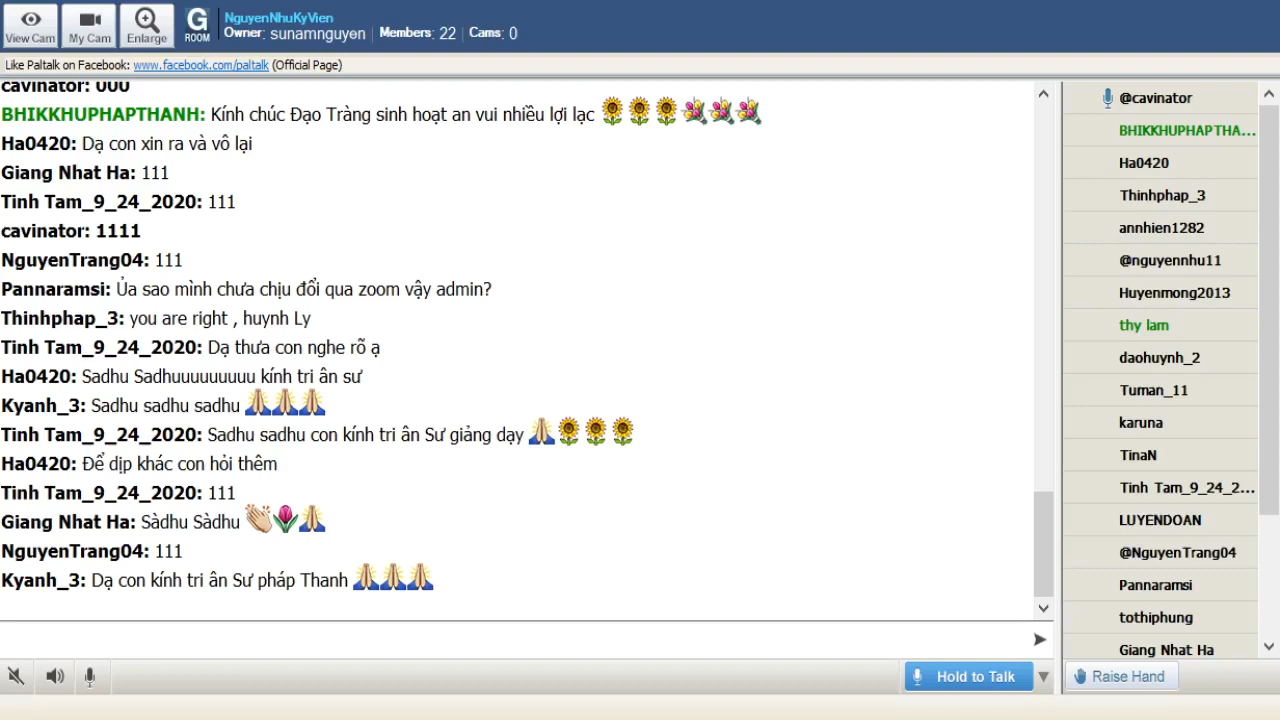 NguyenNhuKyVien
View Cam
My Cam
Enlarge
G
ROOM
Owner: sunamnguyen
Members: 22
Cams: 0
Like Paltalk on Facebook: www.facebook.com/paltalk (Official Page)
cavinator: 000
BHIKKHUPHAPTHANH: Kính chúc Đạo Tràng sinh hoạt an vui nhiều lợi lạc
Ha0420: Dạ con xin ra và vô lại
Giang Nhat Ha: 111
Tinh Tam_9_24_2020: 111
cavinator: 1111
NguyenTrang04: 111
Pannaramsi: Ủa sao mình chưa chịu đổi qua zoom vậy admin?
Thinhphap_3: you are right , huynh Ly
Tinh Tam_9_24_2020: Dạ thưa con nghe rõ ạ
Ha0420: Sadhu Sadhuuuuuuuuu kính tri ân sư
Kyanh_3: Sadhu sadhu sadhu
Tinh Tam_9_24_2020: Sadhu sadhu con kính tri ân Sư giảng dạy
Ha0420: Để dịp khác con hỏi thêm
Tinh Tam_9_24_2020: 111
Giang Nhat Ha: Sàdhu Sàdhu
NguyenTrang04: 111
Kyanh_3: Dạ con kính tri ân Sư pháp Thanh
@cavinator
BHIKKHUPHAPTHA...
Ha0420
Thinhphap_3
annhien1282
@nguyennhu11
Huyenmong2013
thy lam
daohuynh_2
Tuman_11
karuna
TinaN
Tinh Tam_9_24_2...
LUYENDOAN
@NguyenTrang04
Pannaramsi
tothiphung
Giang Nhat Ha
Hold to Talk
Raise Hand